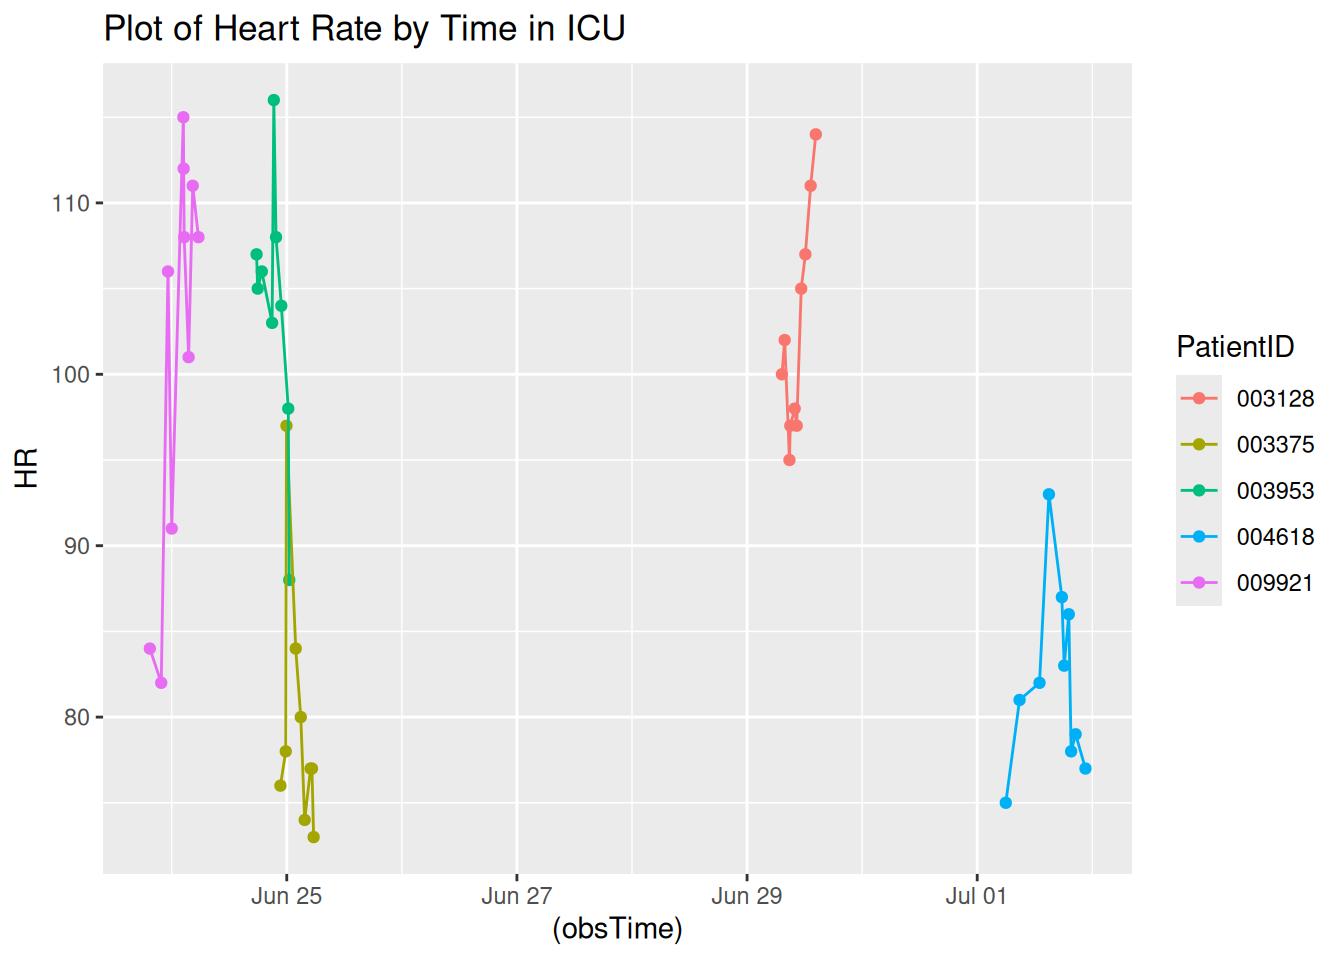 Plot of Heart Rate by Time in ICU
HR
110
100
90
80
Jun 25
Jun 27
Jun 29
Jul 01
(obsTime)
PatientID
003128
003375
003953
004618
009921